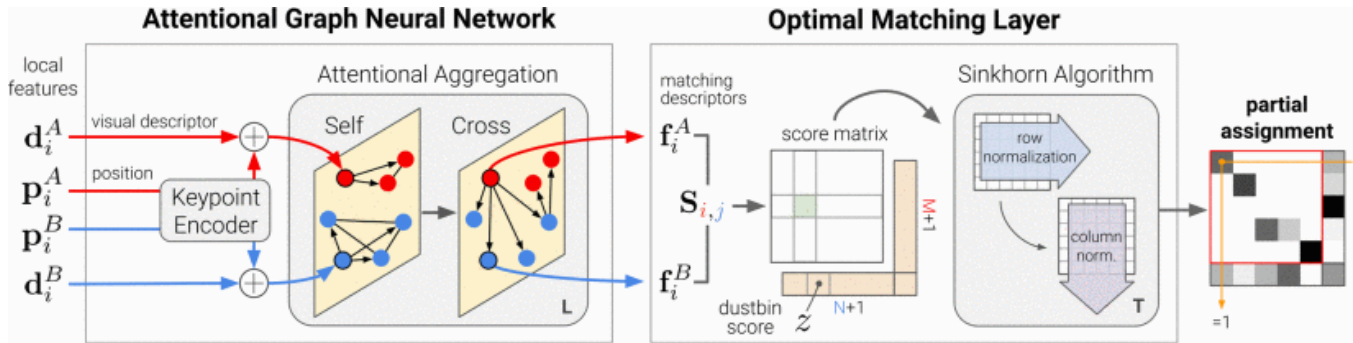 Attentional Graph Neural Network
Optimal Matching Layer
local
features
Attentional Aggregation
matching
descriptors
Sinkhorn Algorithm
visual descriptor
Self
Cross
score matrix
partial
assignment
d_i^A
position
p_i^A
Keypoint
Encoder
p_i^B
d_i^B
L
f_i^A
S_i,j
f_i^B
M+1
dustbin
score
z
N+1
row
normalization
column
norm.
T
=1